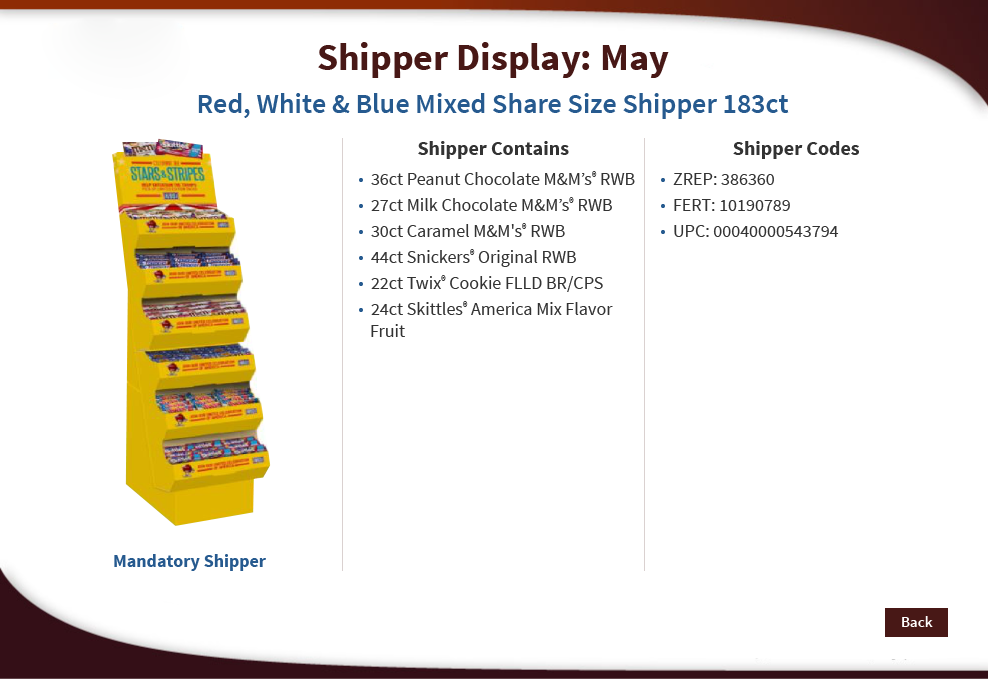 Shipper Display: May
Red, White & Blue Mixed Share Size Shipper 183ct
m&m's
Skittles
STARS & STRIPES
Mandatory Shipper
Shipper Contains
• 36ct Peanut Chocolate M&M’s® RWB
• 27ct Milk Chocolate M&M’s® RWB
• 30ct Caramel M&M's® RWB
• 44ct Snickers® Original RWB
• 22ct Twix® Cookie FLLD BR/CPS
• 24ct Skittles® America Mix Flavor
Fruit
Shipper Codes
• ZREP: 386360
• FERT: 10190789
• UPC: 00040000543794
Back